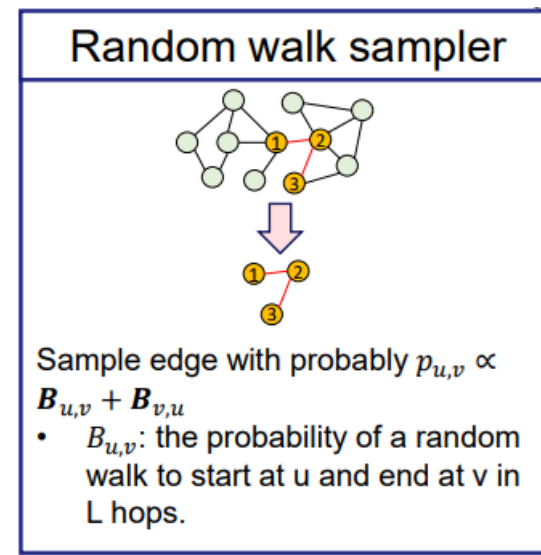 Random walk sampler
1
2
3
1
2
3
Sample edge with probably p_{u,v} ∝
B_{u,v} + B_{v,u}
• B_{u,v}: the probability of a random
walk to start at u and end at v in
L hops.